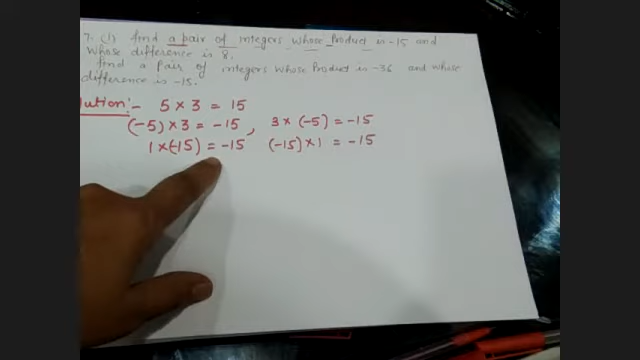 7. (1) find a pair of integers whose product is -15 and
whose difference is 8.
find a Pair of integers whose Product is -36 and whose
difference is -15.
lution:- 5 × 3 = 15
(-5) × 3 = -15, 3 × (-5) = -15
1 × (-15) = -15 (-15) × 1 = -15